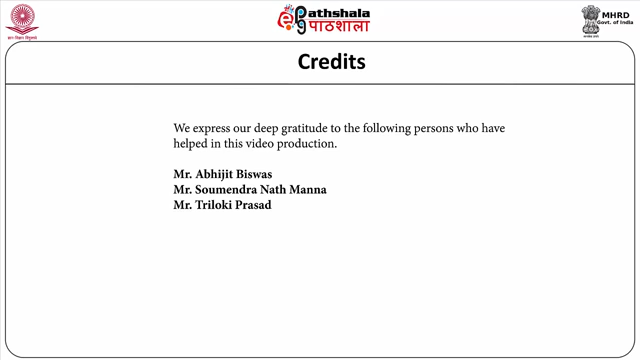 ePathshala
पाठशाला
MHRD
Govt. of India
Credits
We express our deep gratitude to the following persons who have
helped in this video production.
Mr. Abhijit Biswas
Mr. Soumendra Nath Manna
Mr. Triloki Prasad